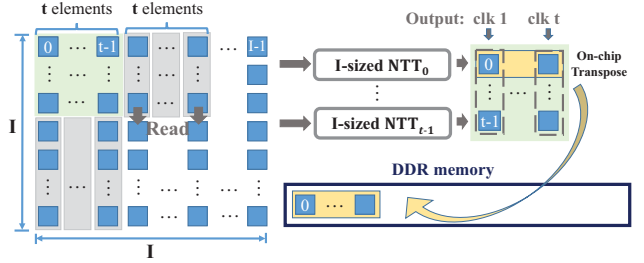 t elements
t elements
0 ... t-1 ... ... I-1
Read
I
I
I-sized NTT0
⋮
I-sized NTTt-1
Output: clk 1 clk t
0
t-1
On-chip
Transpose
DDR memory
0 ...